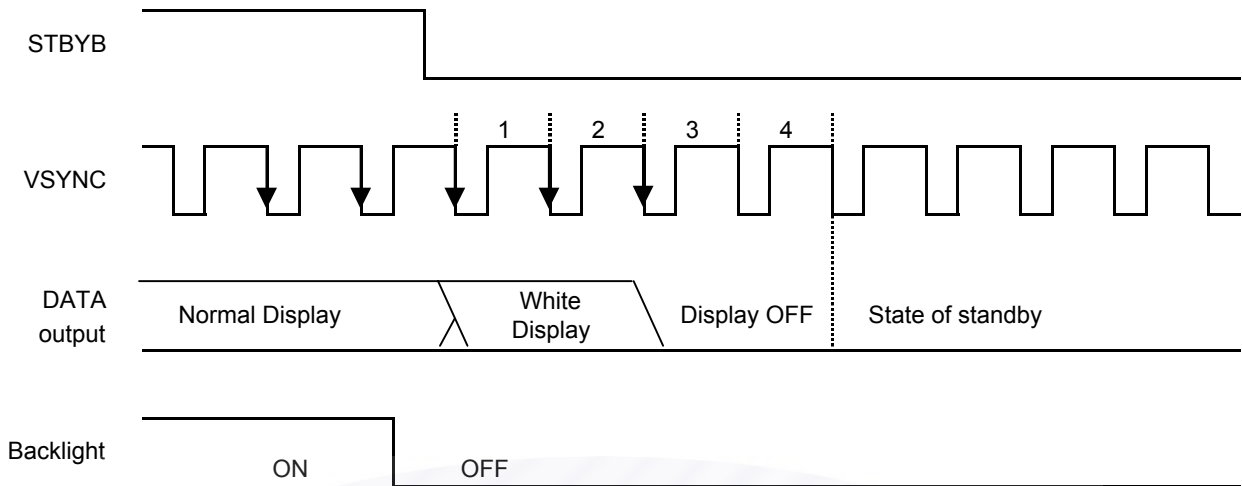 STBYB
1 2 3 4
VSYNC
DATA
output
Normal Display
White
Display
Display OFF
State of standby
Backlight
ON
OFF